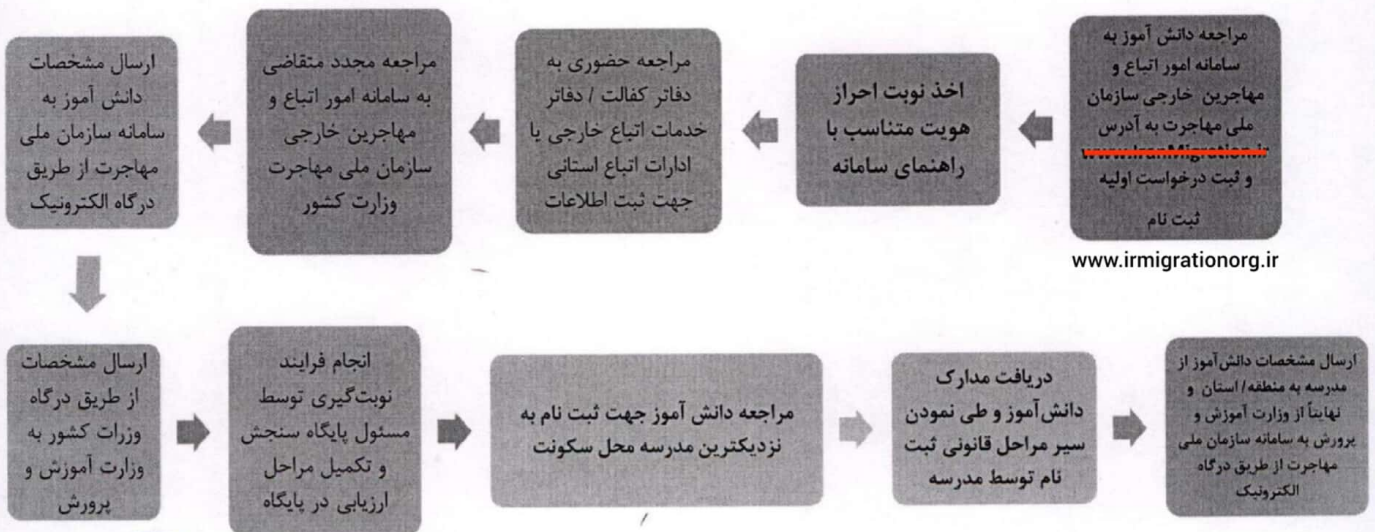 مراجعه دانش آموز به
سامانه امور اتباع و
مهاجرین خارجی سازمان
ملی مهاجرت به آدرس
www.IranMigration.ir
و ثبت درخواست اولیه
ثبت نام
www.irmigrationorg.ir
اخذ نوبت احراز
هویت متناسب با
راهنمای سامانه
مراجعه حضوری به
دفاتر کفالت / دفاتر
خدمات اتباع خارجی یا
ادارات اتباع استانی
جهت ثبت اطلاعات
مراجعه مجدد متقاضی
به سامانه امور اتباع و
مهاجرین خارجی
سازمان ملی مهاجرت
وزارت کشور
ارسال مشخصات
دانش آموز به
سامانه سازمان ملی
مهاجرت از طریق
درگاه الکترونیک
ارسال مشخصات
از طریق درگاه
وزرات کشور به
وزارت آموزش و
پرورش
انجام فرایند
نوبت‌گیری توسط
مسئول پایگاه سنجش
و تکمیل مراحل
ارزیابی در پایگاه
مراجعه دانش آموز جهت ثبت نام به
نزدیکترین مدرسه محل سکونت
دریافت مدارک
دانش‌آموز و طی نمودن
سیر مراحل قانونی ثبت
نام توسط مدرسه
ارسال مشخصات دانش‌آموز از
مدرسه به منطقه/ استان و
نهایتاً از وزارت آموزش و
پرورش به سامانه سازمان ملی
مهاجرت از طریق درگاه
الکترونیک